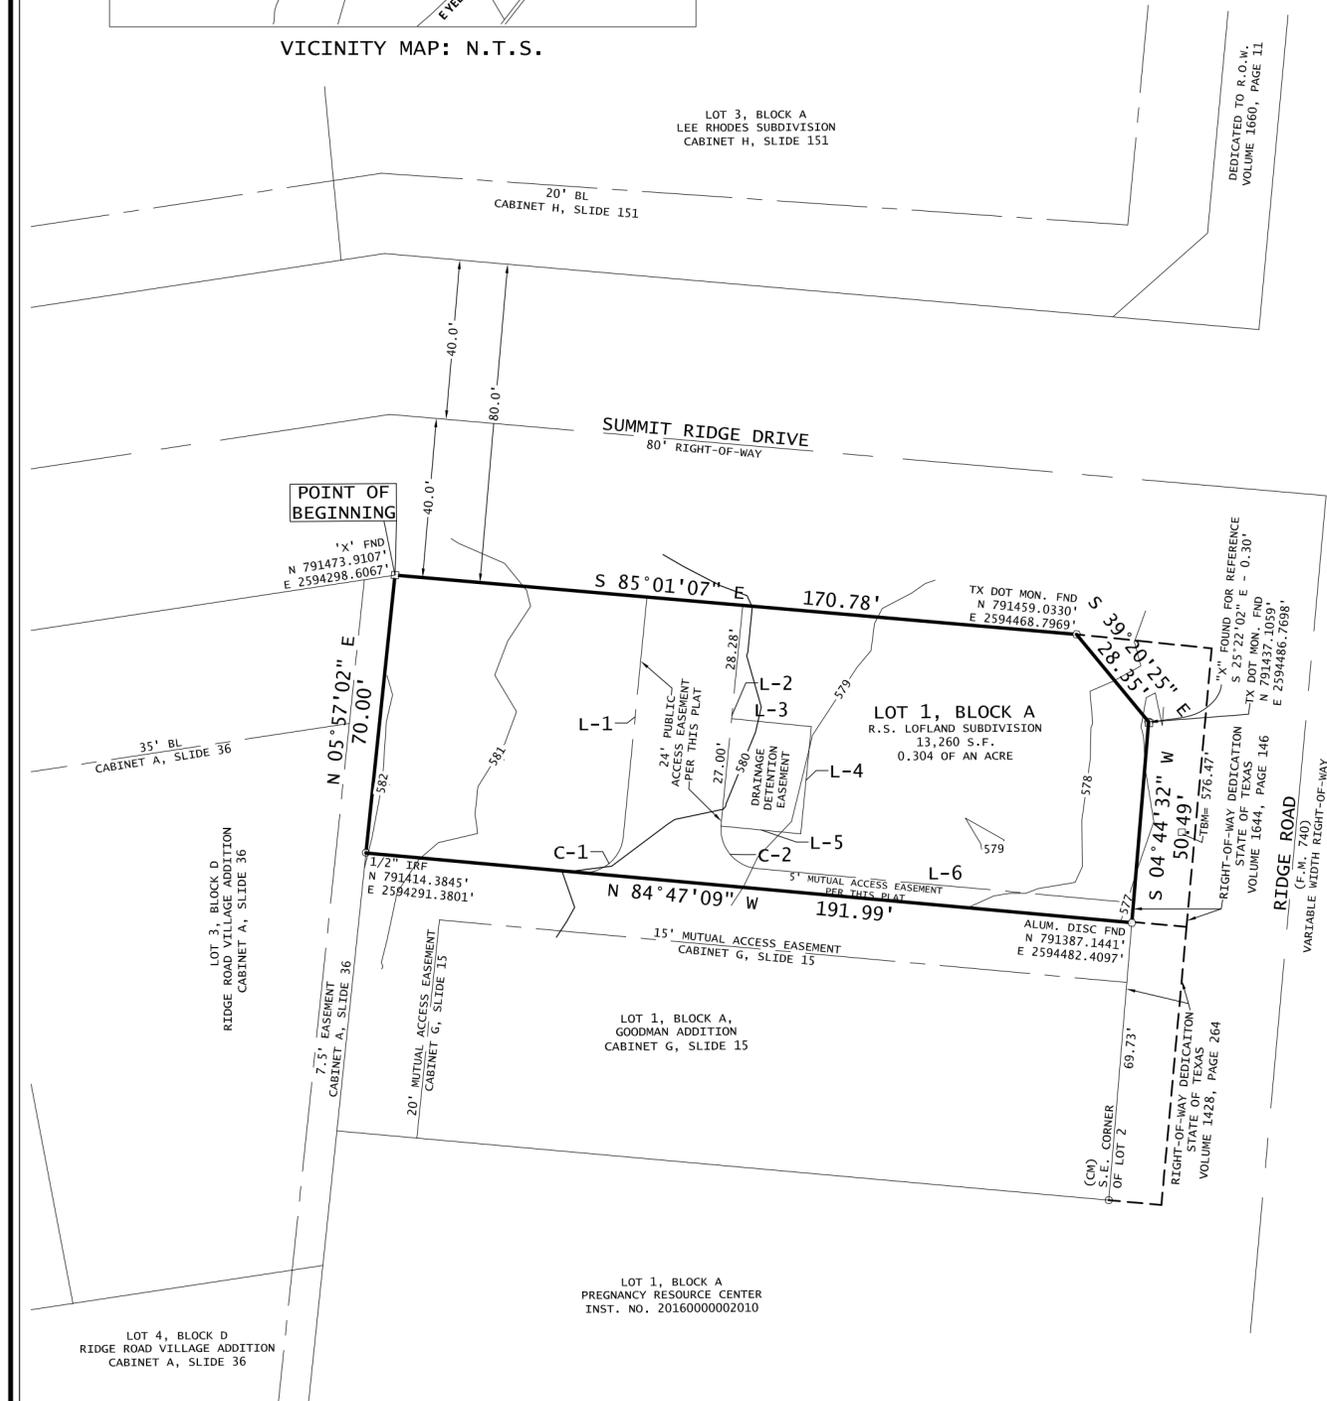 E YEL
VICINITY MAP: N.T.S.
LOT 3, BLOCK A
LEE RHODES SUBDIVISION
CABINET H, SLIDE 151
DEDICATED TO R.O.W.
VOLUME 1660, PAGE 11
20' BL
CABINET H, SLIDE 151
40.0'
80.0'
40.0'
SUMMIT RIDGE DRIVE
80' RIGHT-OF-WAY
POINT OF
BEGINNING
'X' FND
N 791473.9107'
E 2594298.6067'
S 85°01'07" E
170.78'
TX DOT MON. FND
N 791459.0330'
E 2594468.7969'
S 39°20'25" E
28.35'
"X" FOUND FOR REFERENCE
S 25°22'02" E - 0.30'
TX DOT MON. FND
N 791437.1059'
E 2594486.7698'
N 05°57'02" E
70.00'
35' BL
CABINET A, SLIDE 36
582
581
L-1
24' PUBLIC
ACCESS EASEMENT
PER THIS PLAT
28.28'
L-2
L-3
27.00'
580
DRAINAGE
DETENTION
EASEMENT
L-4
L-5
579
LOT 1, BLOCK A
R.S. LOFLAND SUBDIVISION
13,260 S.F.
0.304 OF AN ACRE
578
579
577
S 04°44'32" W
50□49'
TBM= 576.47'
RIGHT-OF-WAY DEDICATION
STATE OF TEXAS
VOLUME 1644, PAGE 146
RIDGE ROAD
(F.M. 740)
VARIABLE WIDTH RIGHT-OF-WAY
C-1
C-2
L-6
5' MUTUAL ACCESS EASEMENT
PER THIS PLAT
1/2" IRF
N 791414.3845'
E 2594291.3801'
N 84°47'09" W
191.99'
ALUM. DISC FND
N 791387.1441'
E 2594482.4097'
15' MUTUAL ACCESS EASEMENT
CABINET G, SLIDE 15
LOT 3, BLOCK D
RIDGE ROAD VILLAGE ADDITION
CABINET A, SLIDE 36
7.5' EASEMENT
CABINET A, SLIDE 36
20' MUTUAL ACCESS EASEMENT
CABINET G, SLIDE 15
LOT 1, BLOCK A,
GOODMAN ADDITION
CABINET G, SLIDE 15
69.73'
(CM)
S.E. CORNER
OF LOT 2
RIGHT-OF-WAY DEDICAITON
STATE OF TEXAS
VOLUME 1428, PAGE 264
LOT 1, BLOCK A
PREGNANCY RESOURCE CENTER
INST. NO. 20160000002010
LOT 4, BLOCK D
RIDGE ROAD VILLAGE ADDITION
CABINET A, SLIDE 36